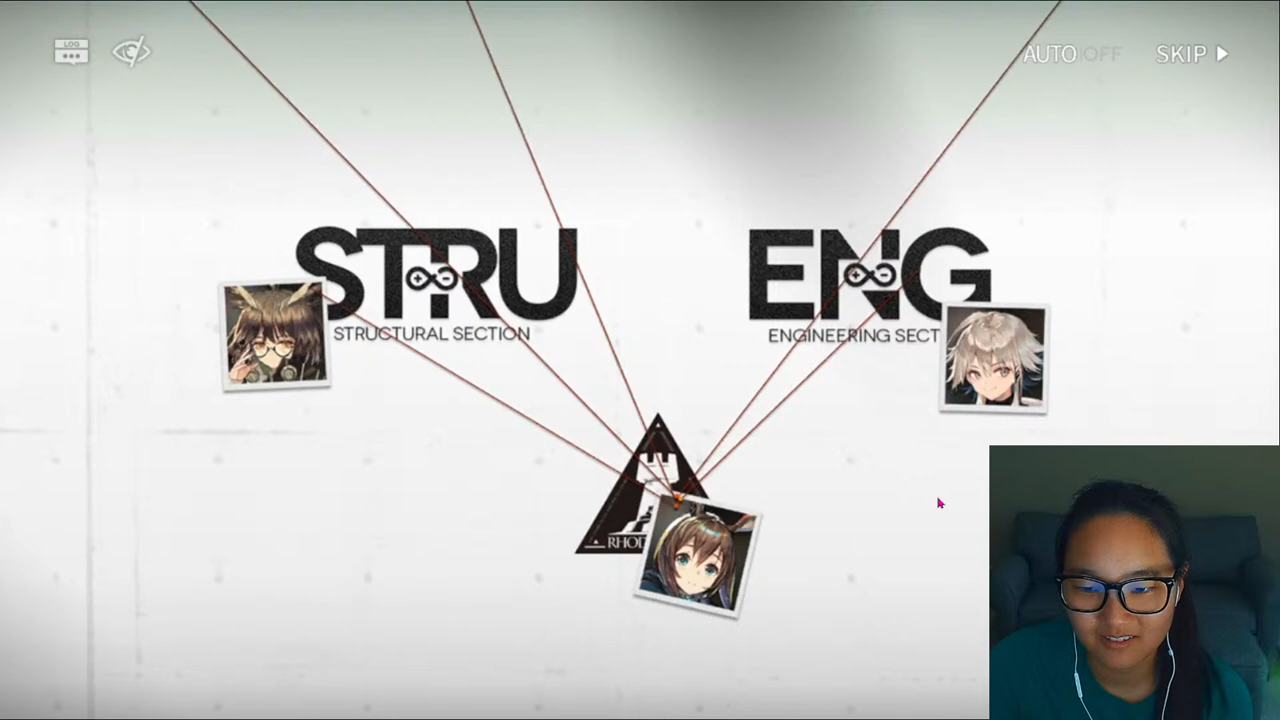 LOG
AUTO OFF
SKIP
STRU
STRUCTURAL SECTION
ENG
ENGINEERING SECT
RHOD